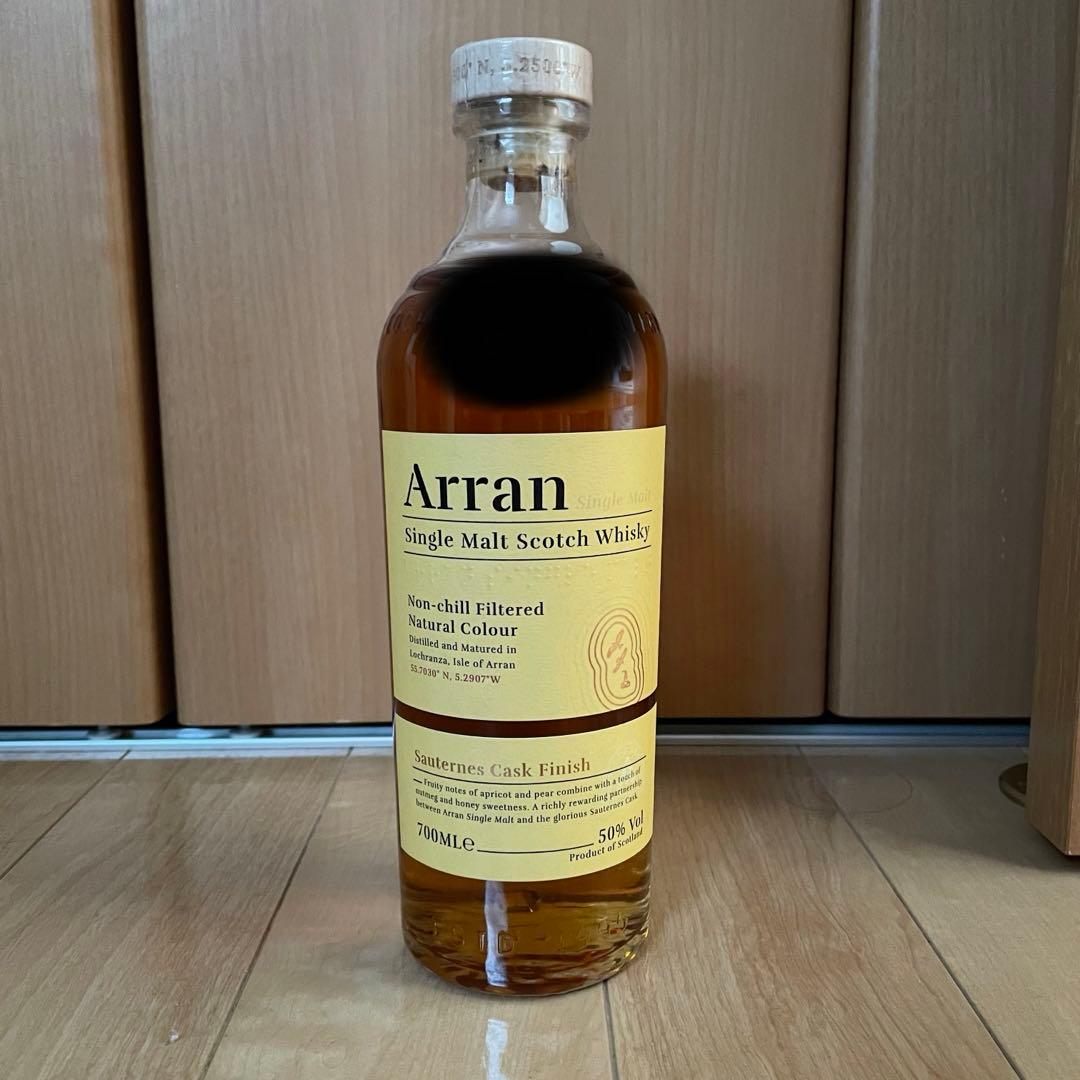 ° N, 5.290°W
Arran Single Malt
Single Malt Scotch Whisky
Non-chill Filtered
Natural Colour
Distilled and Matured in
Lochranza, Isle of Arran
55.7030° N, 5.2907°W
Sauternes Cask Finish
Fruity notes of apricot and pear combine with a touch of
nutmeg and honey sweetness. A richly rewarding partnership
between Arran Single Malt and the glorious Sauternes Cask
700ML℮ 50% Vol
Product of Scotland